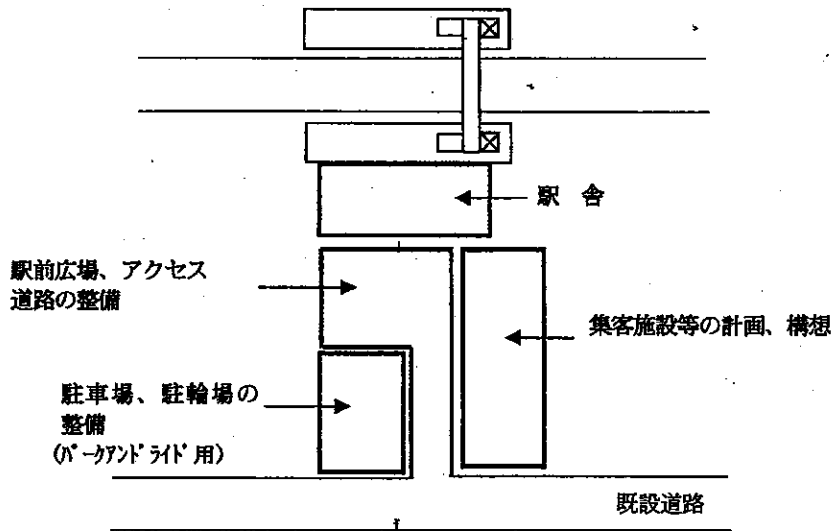 駅 舎
駅前広場、アクセス
道路の整備
集客施設等の計画、構想
駐車場、駐輪場の
整備
(パークアンドライド用)
既設道路